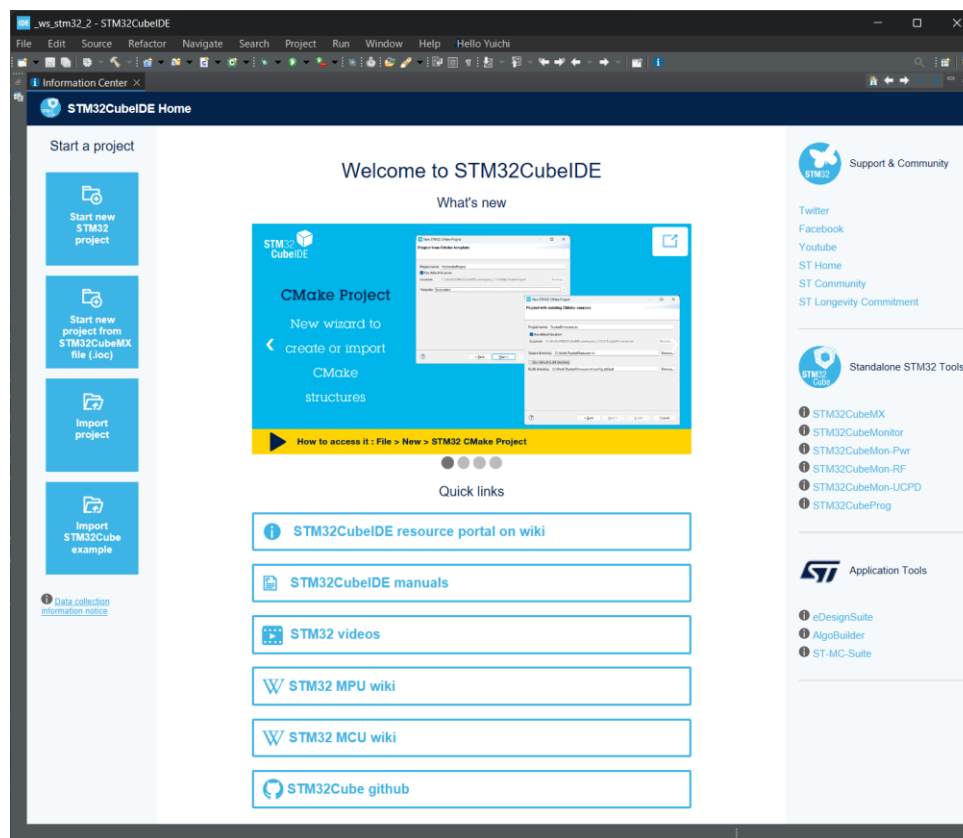 IDE _ws_stm32_2 - STM32CubeIDE
File Edit Source Refactor Navigate Search Project Run Window Help Hello Yuichi
Information Center
STM32CubeIDE Home
Start a project
Start new
STM32
project
Start new
project from
STM32CubeMX
file (.ioc)
Import
project
Import
STM32Cube
example
Data collection
information notice
Welcome to STM32CubeIDE
What's new
STM32
CubeIDE
CMake Project
New wizard to
create or import
CMake
structures
How to access it : File > New > STM32 CMake Project
Quick links
STM32CubeIDE resource portal on wiki
STM32CubeIDE manuals
STM32 videos
STM32 MPU wiki
STM32 MCU wiki
STM32Cube github
STM32
Support & Community
Twitter
Facebook
Youtube
ST Home
ST Community
ST Longevity Commitment
STM32
Cube
Standalone STM32 Tools
STM32CubeMX
STM32CubeMonitor
STM32CubeMon-Pwr
STM32CubeMon-RF
STM32CubeMon-UCPD
STM32CubeProg
Application Tools
eDesignSuite
AlgoBuilder
ST-MC-Suite